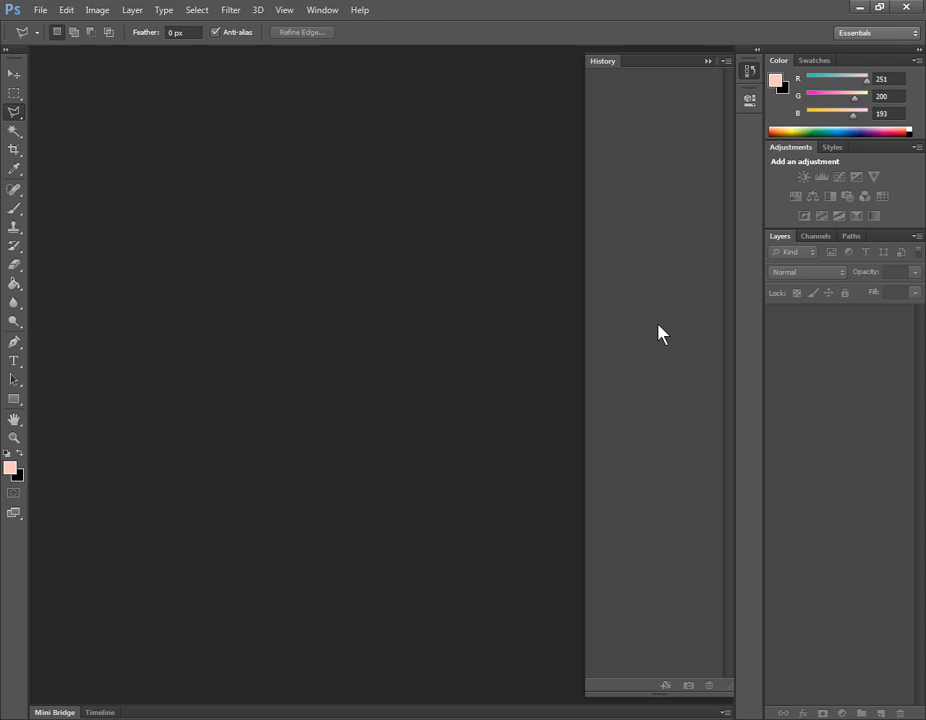 Ps File Edit Image Layer Type Select Filter 3D View Window Help
Feather: 0 px Anti-alias Refine Edge... Essentials
History
Color Swatches
R 251
G 200
B 193
Adjustments Styles
Add an adjustment
Layers Channels Paths
Kind T
Normal Opacity:
Lock: Fill:
T
fx
Mini Bridge Timeline